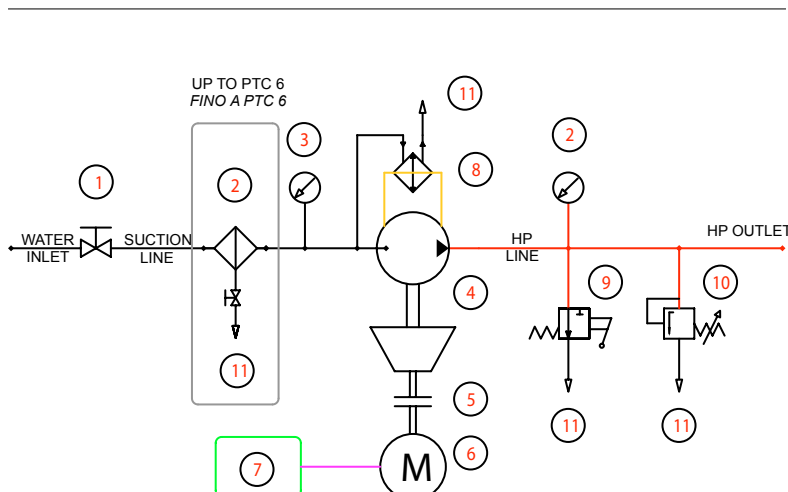 UP TO PTC 6
FINO A PTC 6
11
3
2
8
2
1
WATER
INLET
SUCTION
LINE
HP
LINE
HP OUTLET
4
9
10
11
5
11
11
6
7
M